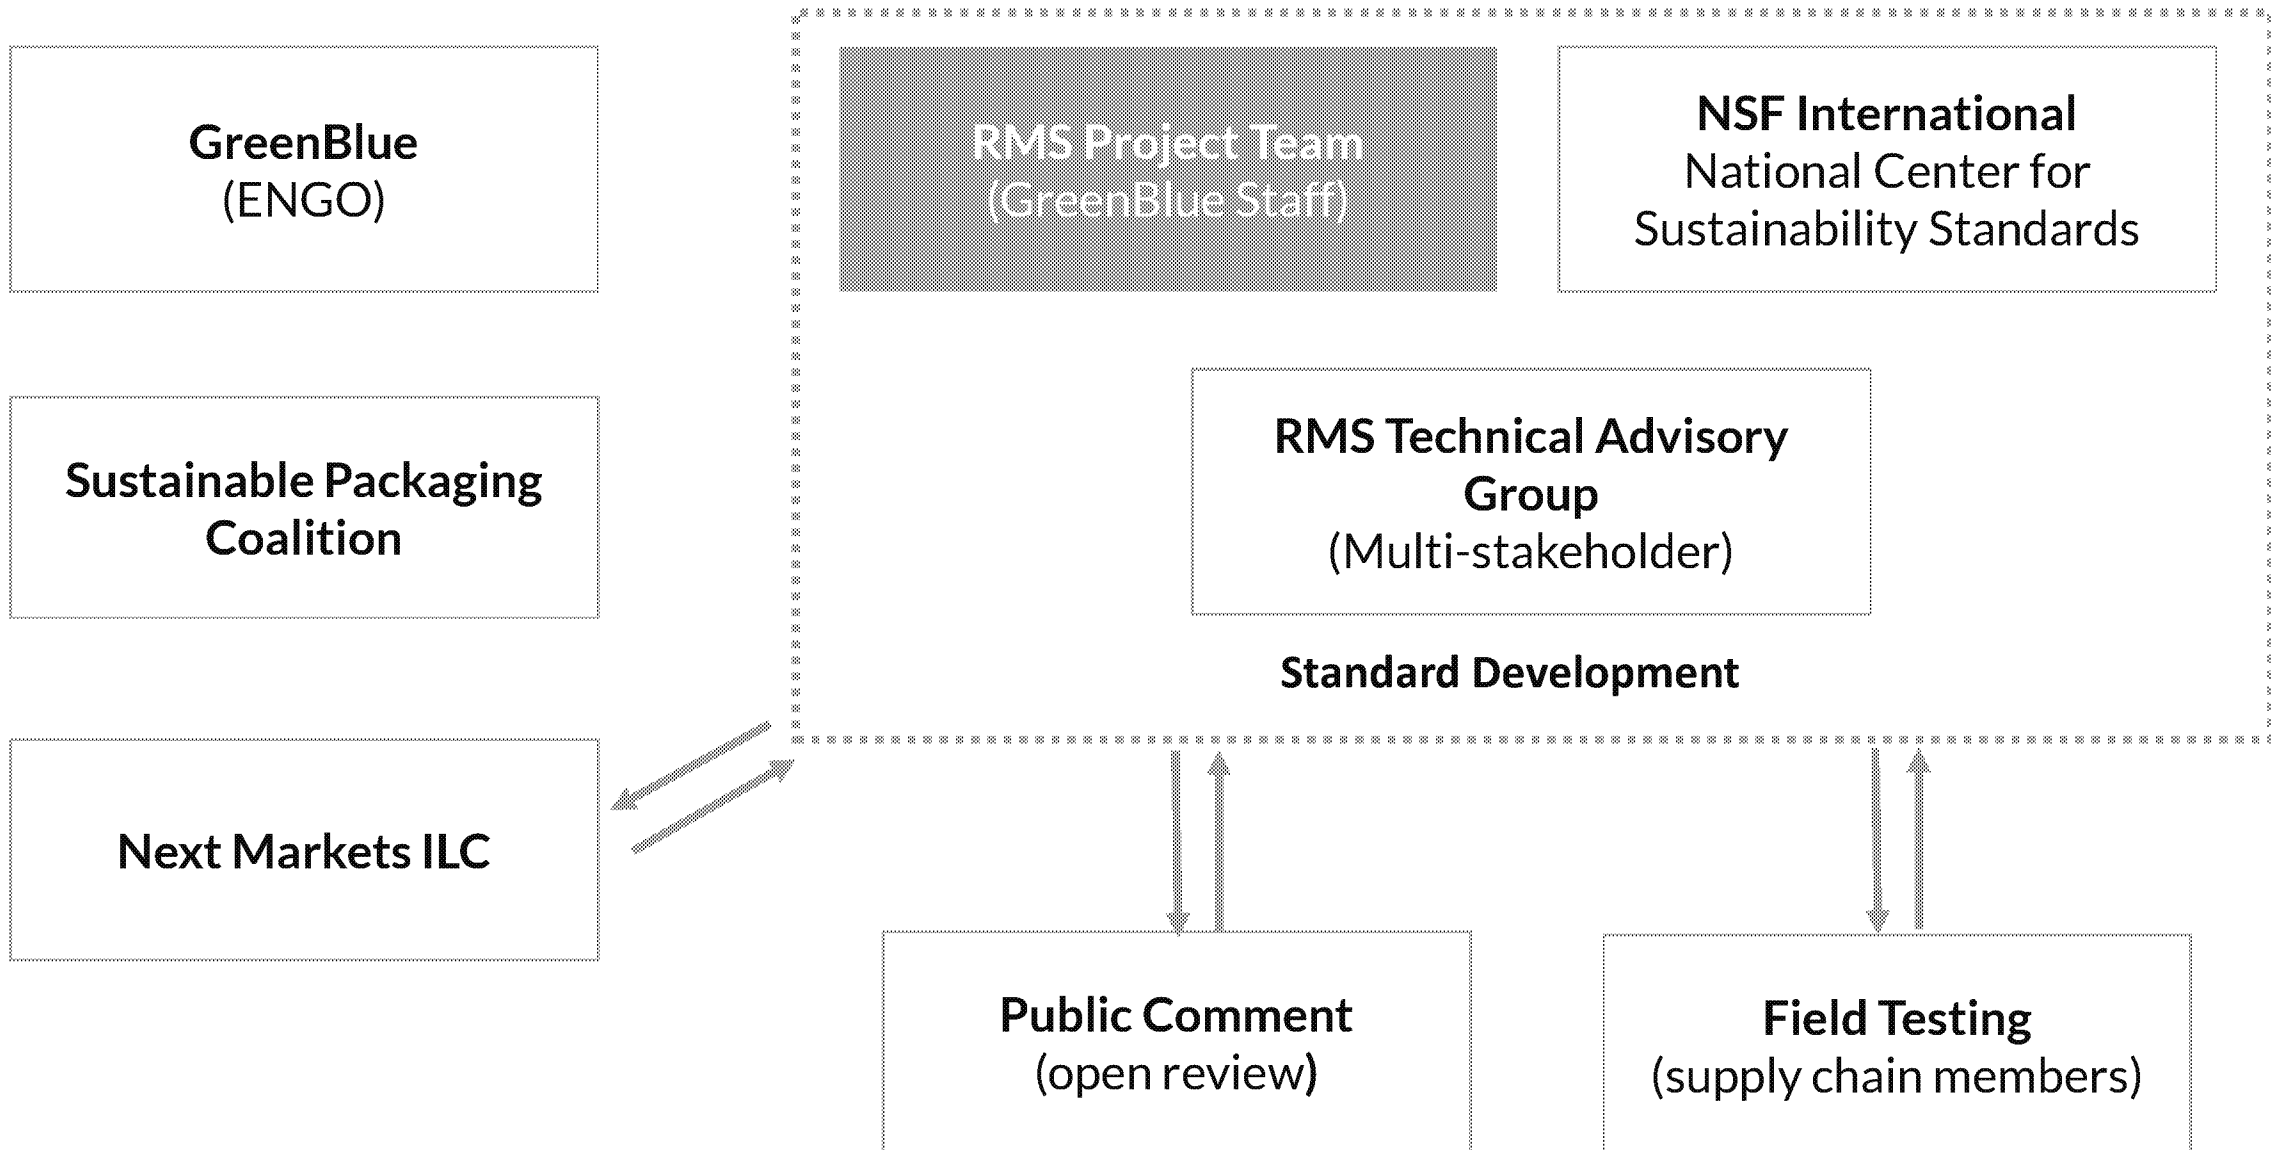 GreenBlue
(ENGO)
RMS Project Team
(GreenBlue Staff)
NSF International
National Center for
Sustainability Standards
Sustainable Packaging
Coalition
RMS Technical Advisory
Group
(Multi-stakeholder)
Standard Development
Next Markets ILC
Public Comment
(open review)
Field Testing
(supply chain members)